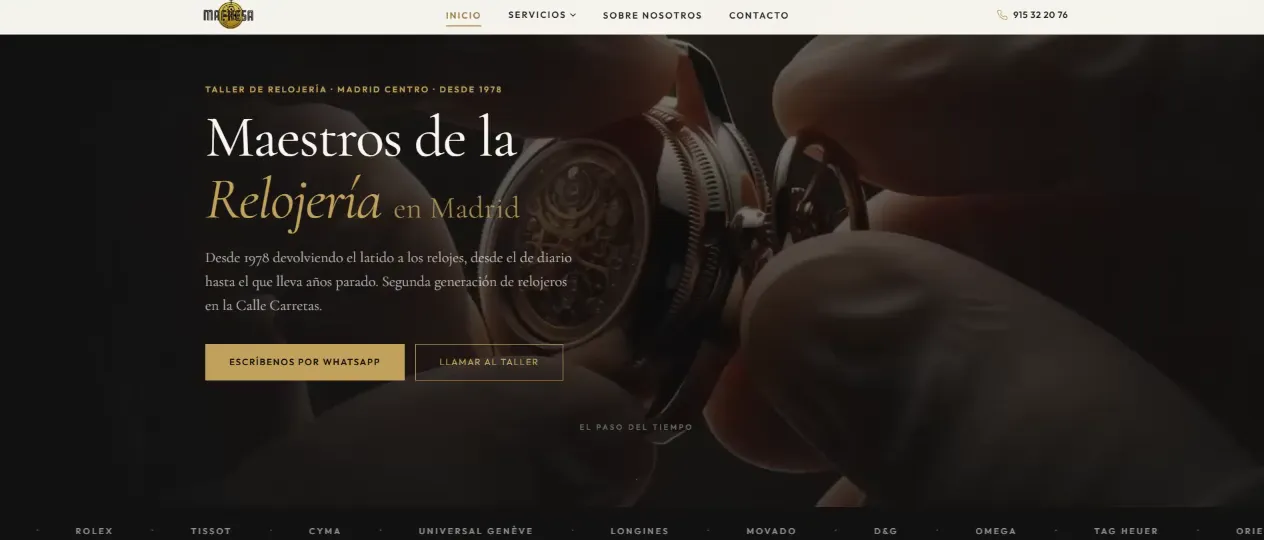 MAFRESA
INICIO
SERVICIOS
SOBRE NOSOTROS
CONTACTO
915 32 20 76
TALLER DE RELOJERÍA · MADRID CENTRO · DESDE 1978
Maestros de la
Relojería en Madrid
Desde 1978 devolviendo el latido a los relojes, desde el de diario
hasta el que lleva años parado. Segunda generación de relojeros
en la Calle Carretas.
ESCRÍBENOS POR WHATSAPP
LLAMAR AL TALLER
EL PASO DEL TIEMPO
· ROLEX · TISSOT · CYMA · UNIVERSAL GENÈVE · LONGINES · MOVADO · D&G · OMEGA · TAG HEUER · ORIE